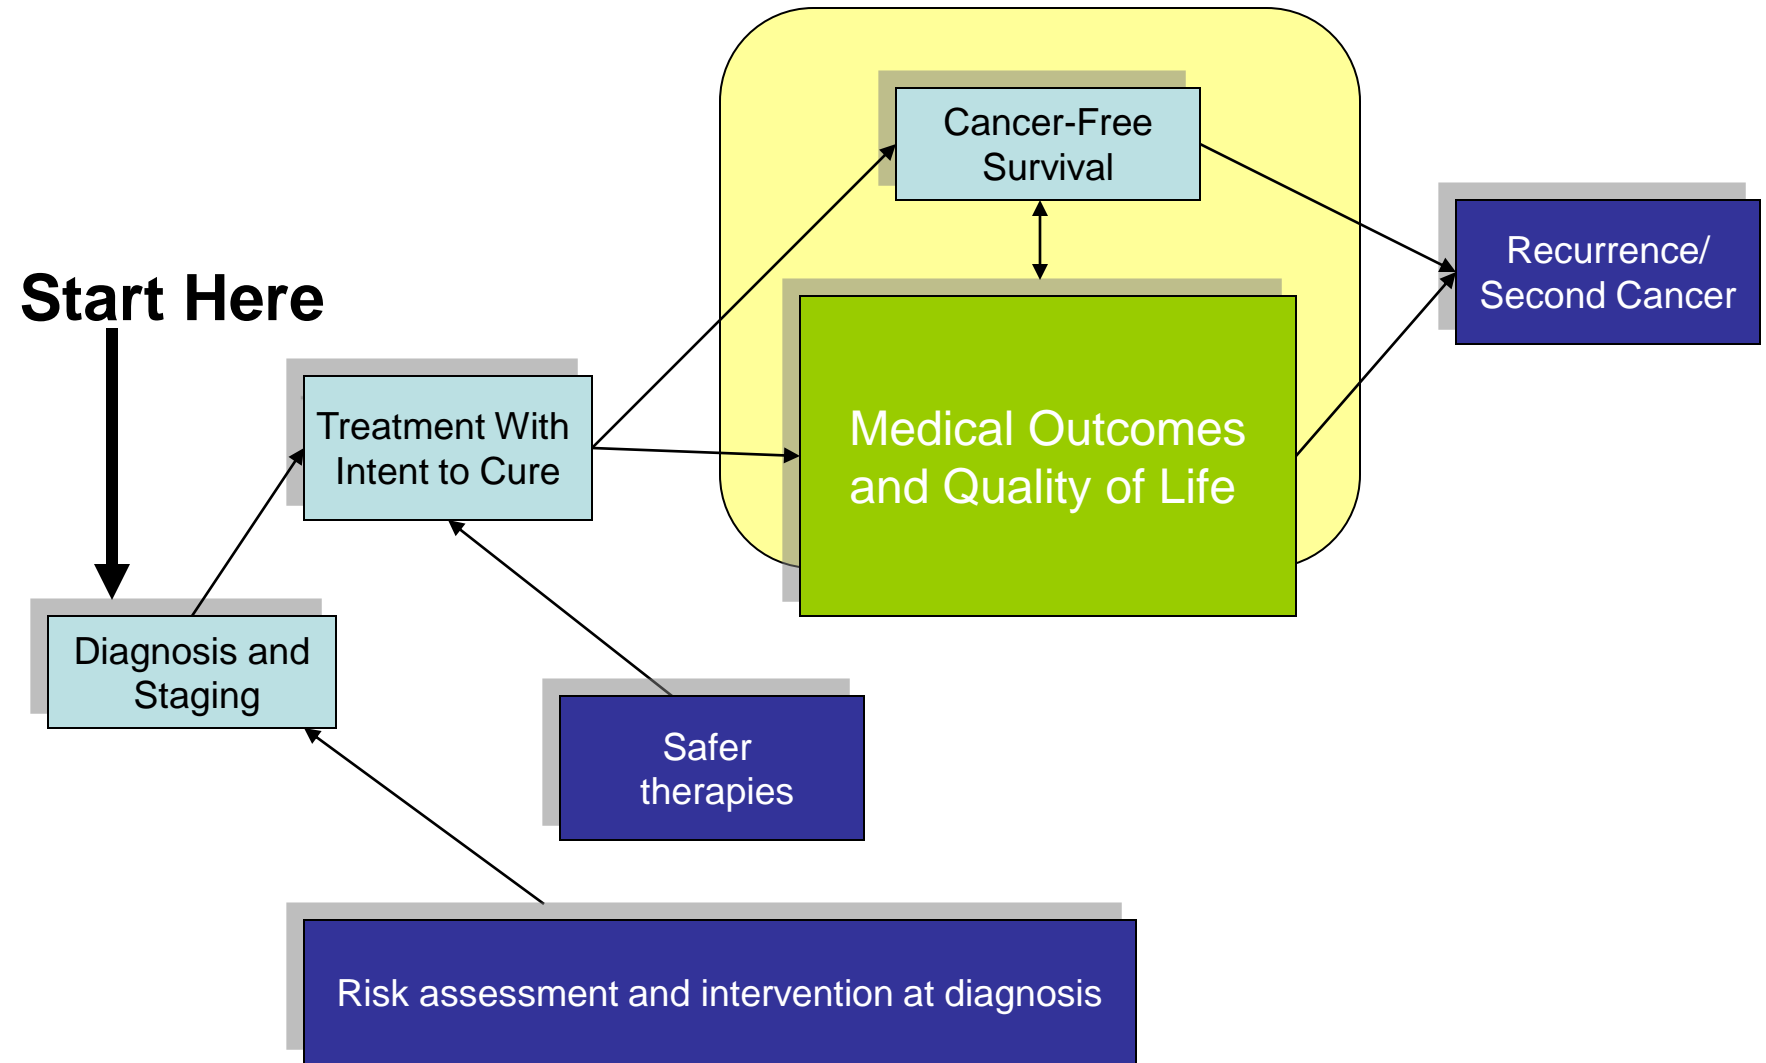 Cancer-Free
Survival
Recurrence/
Second Cancer
Start Here
Treatment With
Intent to Cure
Medical Outcomes
and Quality of Life
Diagnosis and
Staging
Safer
therapies
Risk assessment and intervention at diagnosis